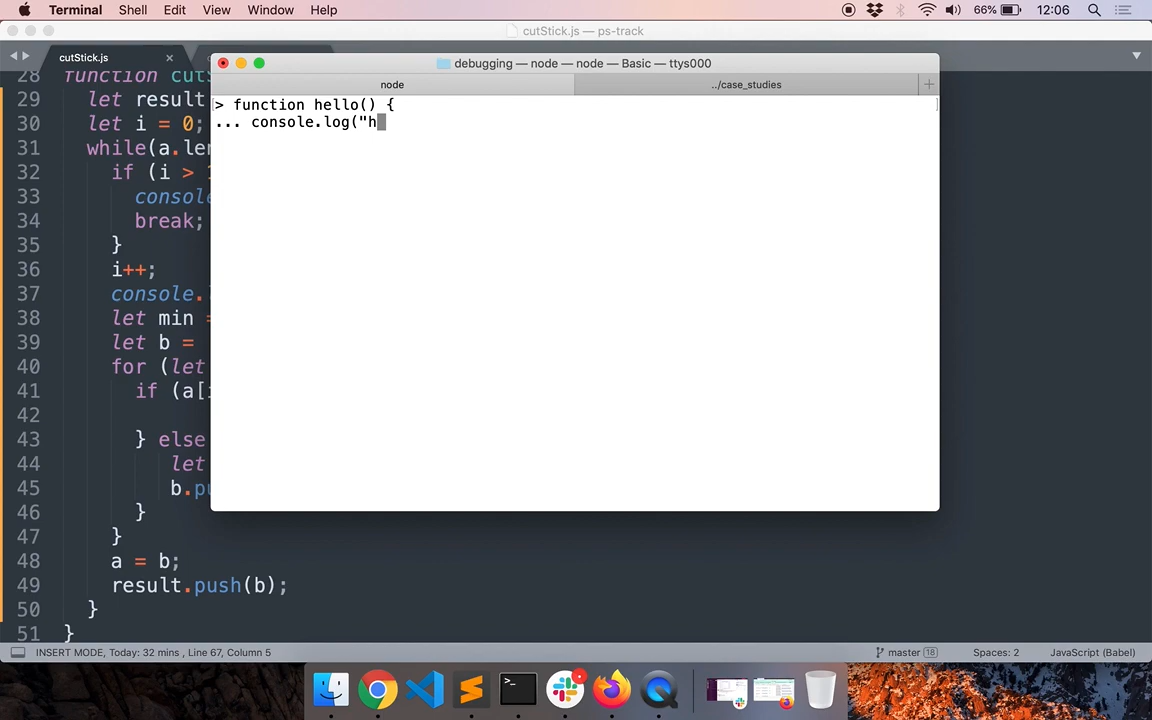 Terminal Shell Edit View Window Help 66% 12:06
cutStick.js — ps-track
cutStick.js ×
debugging — node — node — Basic — ttys000
node ../case_studies +
> function hello() {
... console.log("h
28 function cutS
29 let result
30 let i = 0;
31 while(a.len
32 if (i >
33 console
34 break;
35 }
36 i++;
37 console.
38 let min =
39 let b =
40 for (let
41 if (a[
42
43 } else
44 let
45 b.pu
46 }
47 }
48 a = b;
49 result.push(b);
50 }
51 }
INSERT MODE, Today: 32 mins , Line 67, Column 5 master 18 Spaces: 2 JavaScript (Babel)